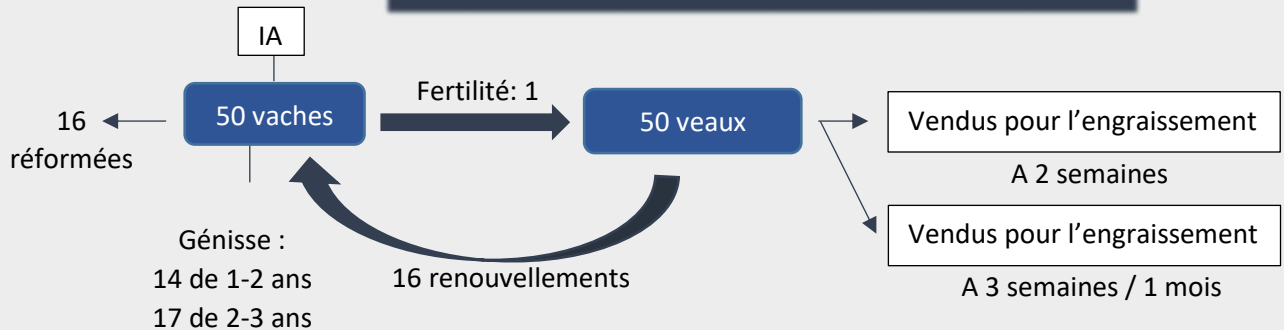 IA
16
réformées
50 vaches
Fertilité: 1
50 veaux
Vendus pour l’engraissement
A 2 semaines
Vendus pour l’engraissement
A 3 semaines / 1 mois
Génisse :
14 de 1-2 ans
17 de 2-3 ans
16 renouvellements